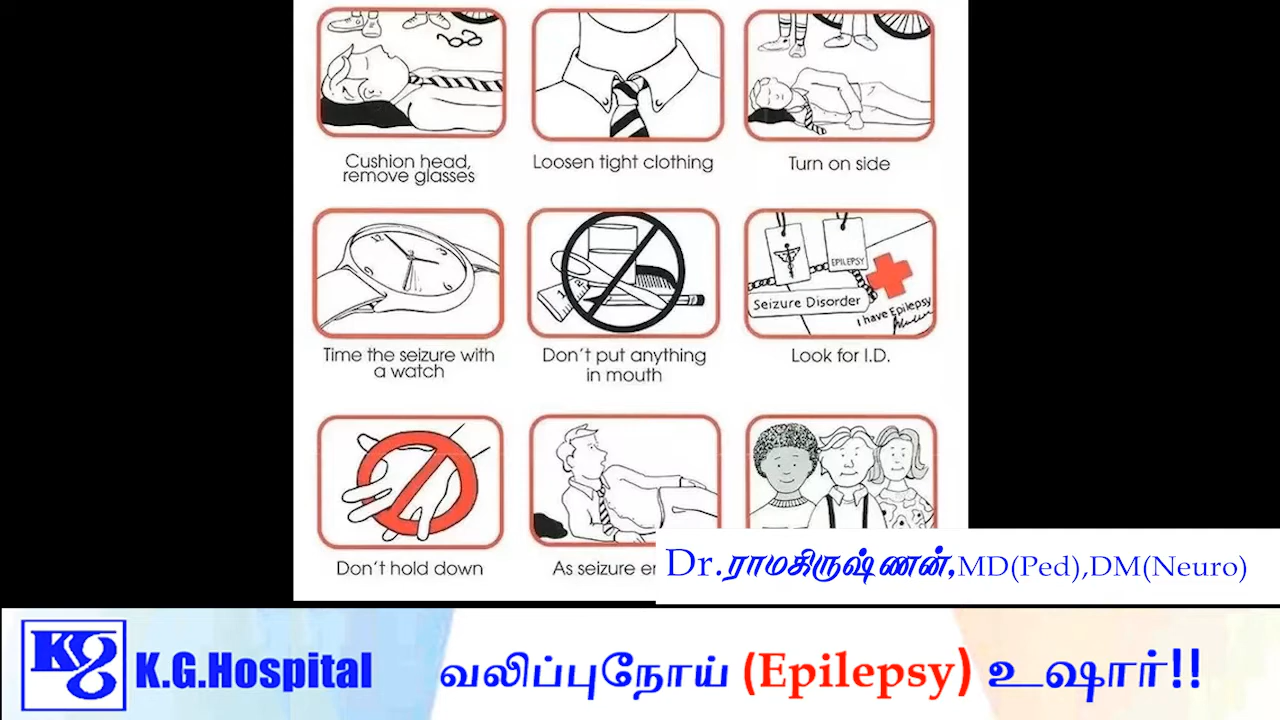 Cushion head,
remove glasses
Loosen tight clothing
Turn on side
EPILEPSY
Seizure Disorder
I have Epilepsy
Time the seizure with
a watch
Don't put anything
in mouth
Look for I.D.
Don't hold down
As seizure en
Dr.ராமகிருஷ்ணன்,MD(Ped),DM(Neuro)
Kg K.G.Hospital
வலிப்புநோய் (Epilepsy) உஷார்!!